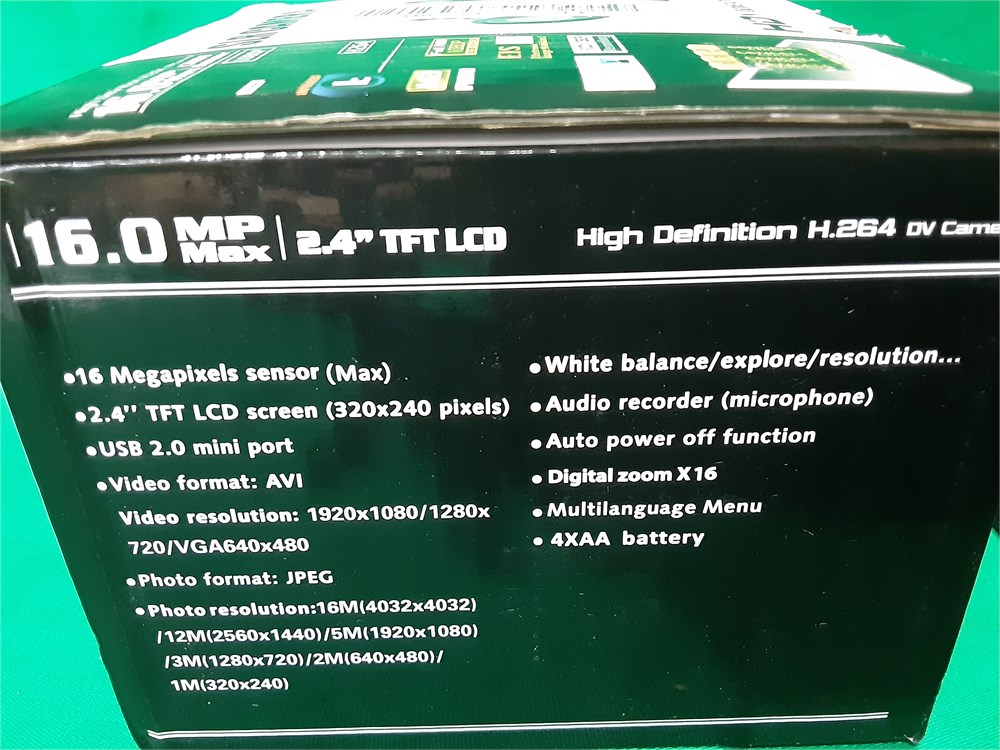 16.0 MP Max | 2.4” TFT LCD High Definition H.264 DV Came
•16 Megapixels sensor (Max)
•2.4'' TFT LCD screen (320x240 pixels)
•USB 2.0 mini port
•Video format: AVI
Video resolution: 1920x1080/1280x
720/VGA640x480
•Photo format: JPEG
•Photo resolution:16M(4032x4032)
/12M(2560x1440)/5M(1920x1080)
/3M(1280x720)/2M(640x480)/
1M(320x240)
•White balance/explore/resolution...
•Audio recorder (microphone)
•Auto power off function
•Digital zoom X16
•Multilanguage Menu
•4XAA battery